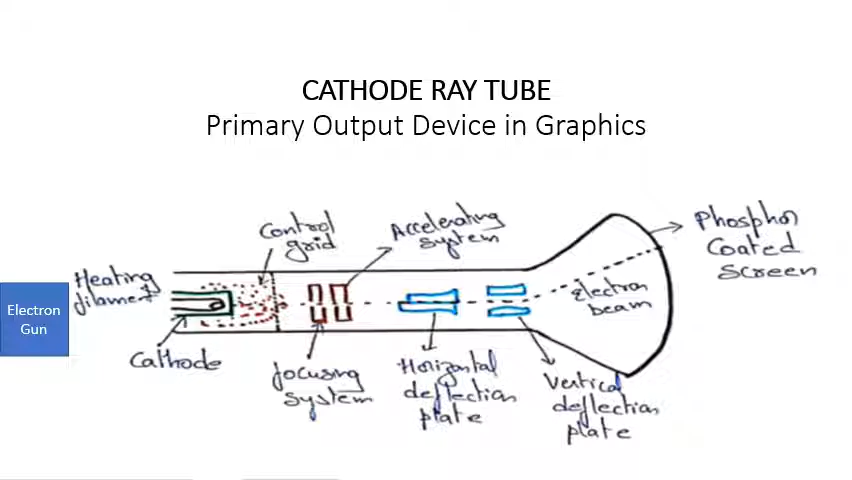 CATHODE RAY TUBE
Primary Output Device in Graphics
Control
grid
Accelerating
system
Phosphor
Coated
Screen
Heating
filament
Electron
Gun
Electron
beam
Cathode
focusing
system
Horizontal
deflection
plate
Vertical
deflection
plate